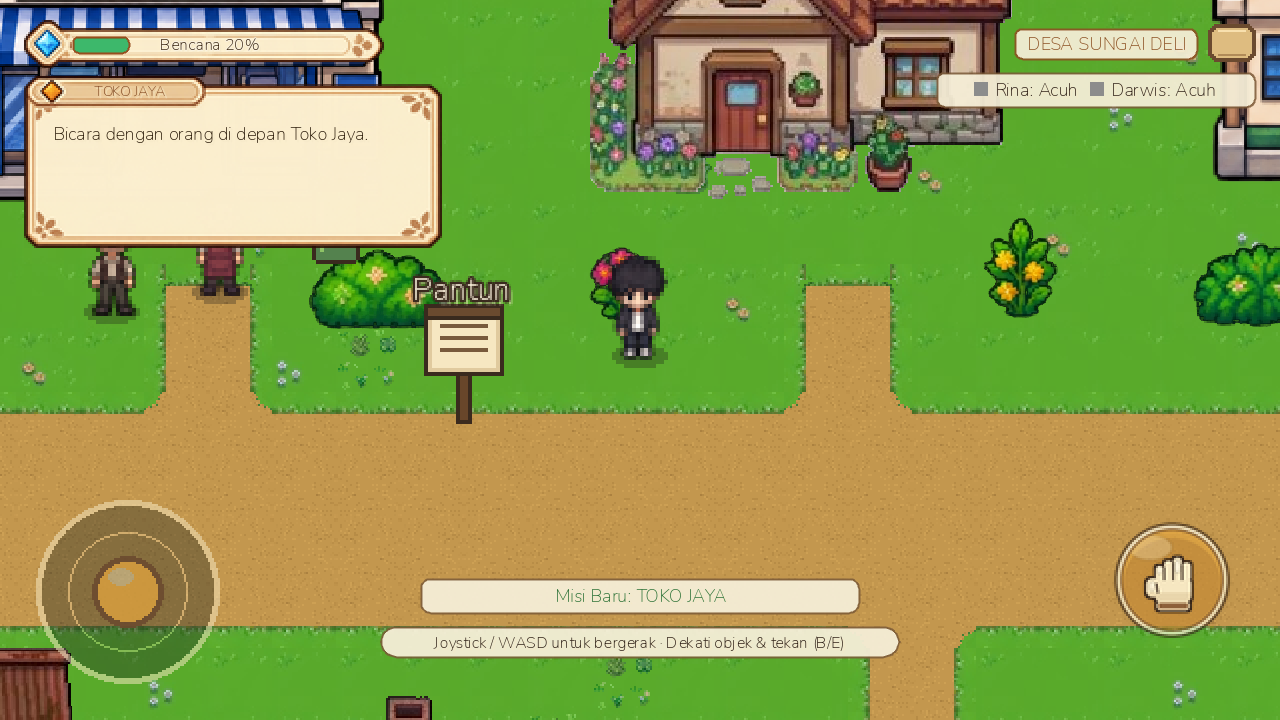 Bencana 20%
DESA SUNGAI DELI
Rina: Acuh Darwis: Acuh
TOKO JAYA
Bicara dengan orang di depan Toko Jaya.
Pantun
Misi Baru: TOKO JAYA
Joystick / WASD untuk bergerak · Dekati objek & tekan (B/E)